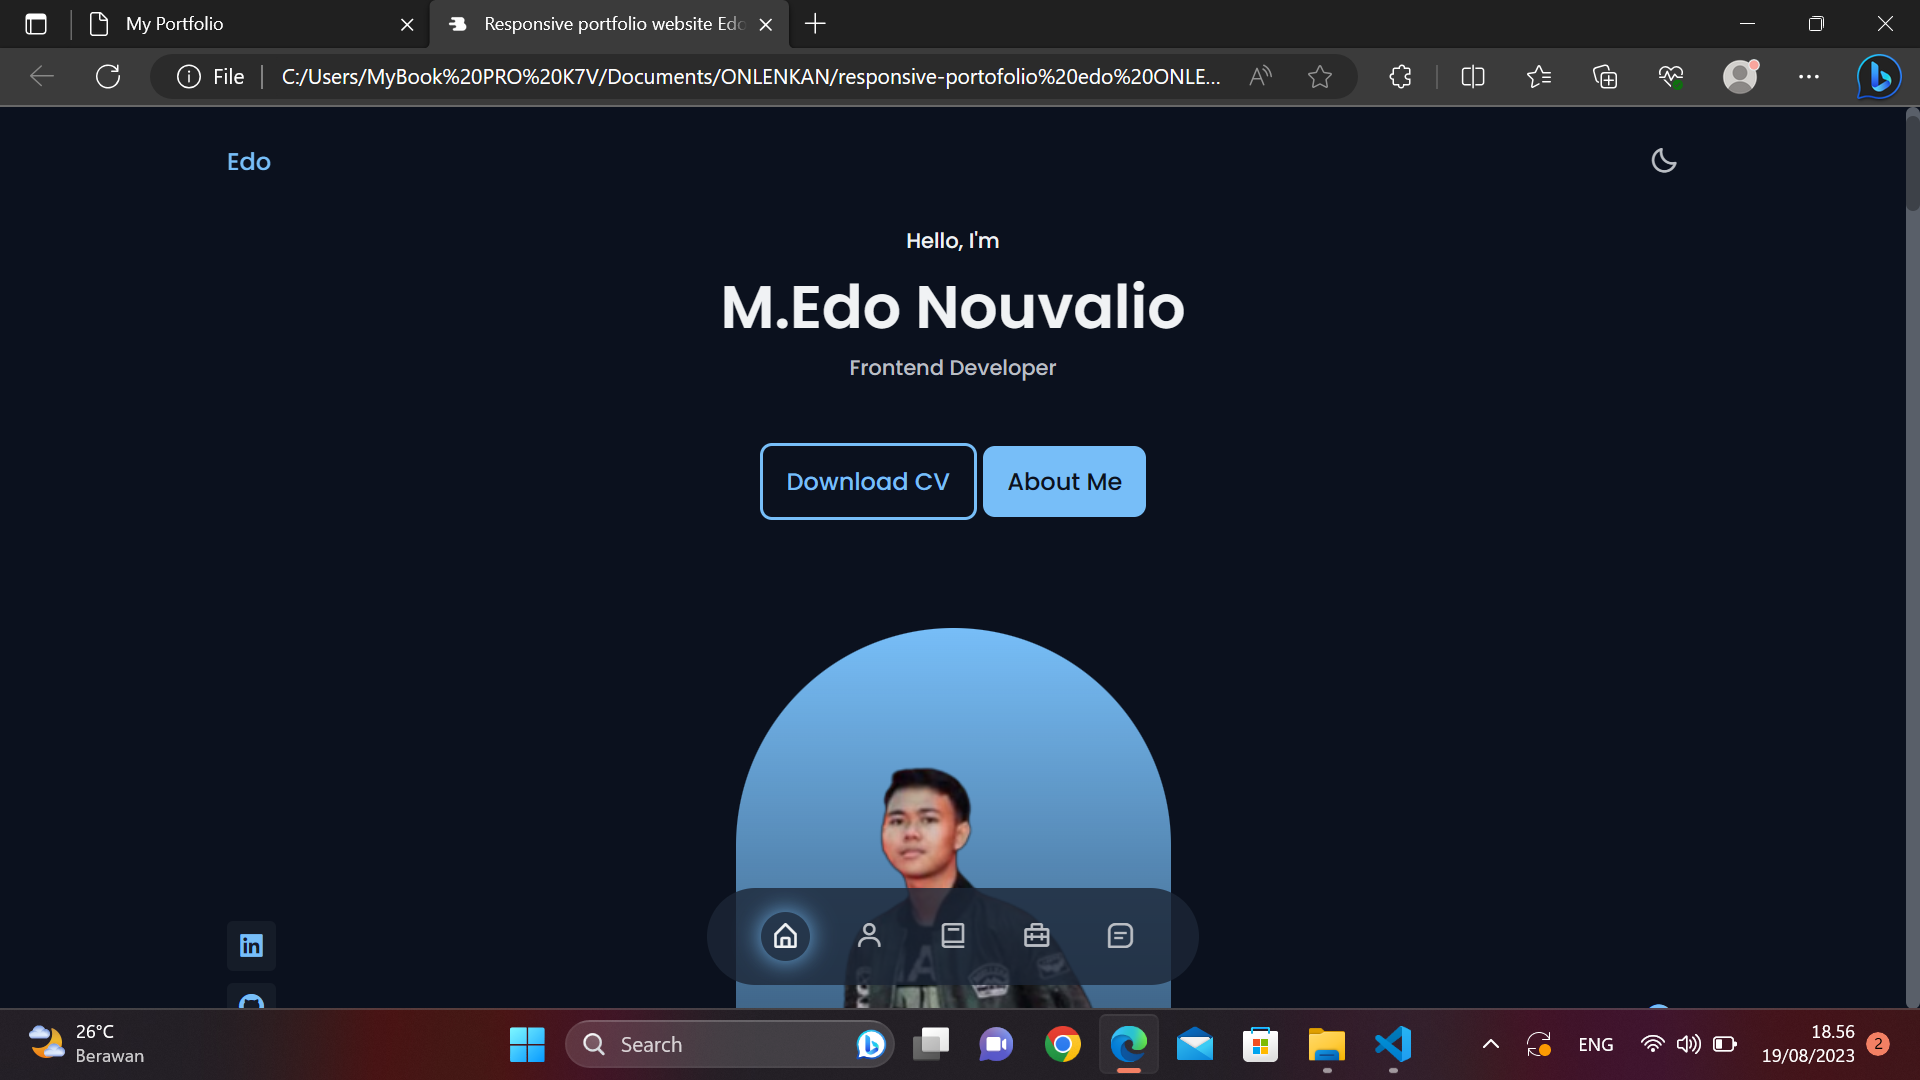 My Portfolio
Responsive portfolio website Edo
File
C:/Users/MyBook%20PRO%20K7V/Documents/ONLENKAN/responsive-portofolio%20edo%20ONLE...
Edo
Hello, I'm
M.Edo Nouvalio
Frontend Developer
Download CV
About Me
in
26°C
Berawan
Search
ENG
18.56
19/08/2023
2